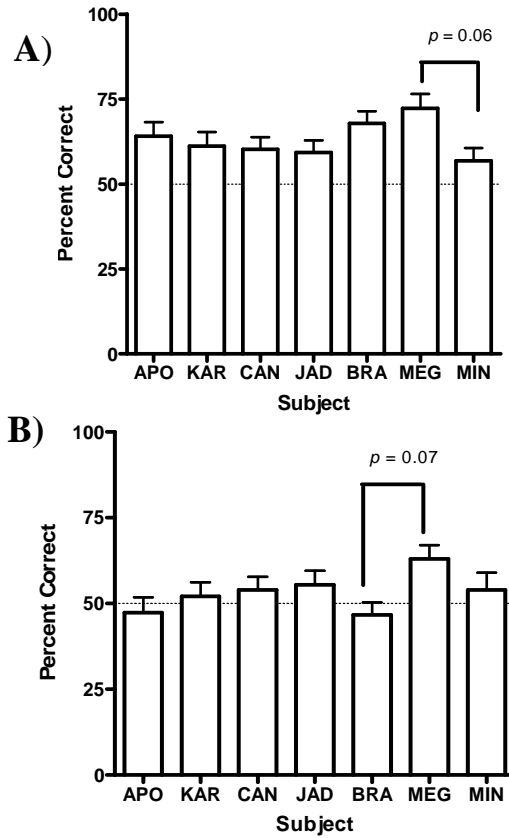 A)
p = 0.06
100
75
50
25
0
Percent Correct
APO KAR CAN JAD BRA MEG MIN
Subject
B)
p = 0.07
100
75
50
25
0
Percent Correct
APO KAR CAN JAD BRA MEG MIN
Subject